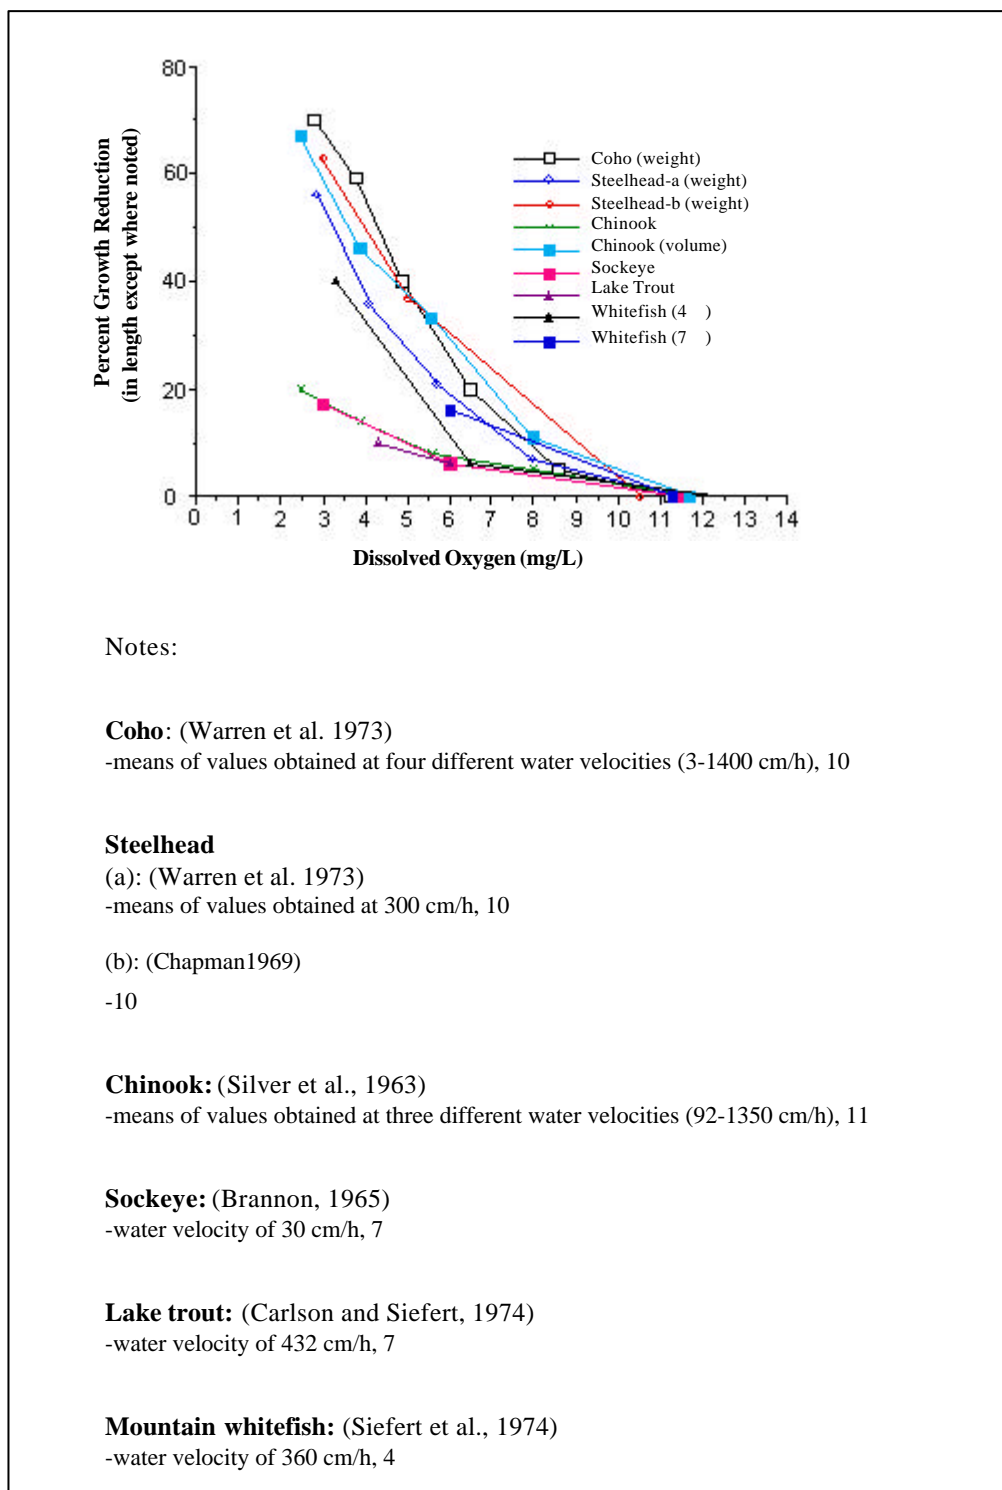 Percent Growth Reduction
(in length except where noted)
80
60
40
20
0
0 1 2 3 4 5 6 7 8 9 10 11 12 13 14
Dissolved Oxygen (mg/L)
Coho (weight)
Steelhead-a (weight)
Steelhead-b (weight)
Chinook
Chinook (volume)
Sockeye
Lake Trout
Whitefish (4 )
Whitefish (7 )
Notes:
Coho: (Warren et al. 1973)
-means of values obtained at four different water velocities (3-1400 cm/h), 10
Steelhead
(a): (Warren et al. 1973)
-means of values obtained at 300 cm/h, 10
(b): (Chapman1969)
-10
Chinook: (Silver et al., 1963)
-means of values obtained at three different water velocities (92-1350 cm/h), 11
Sockeye: (Brannon, 1965)
-water velocity of 30 cm/h, 7
Lake trout: (Carlson and Siefert, 1974)
-water velocity of 432 cm/h, 7
Mountain whitefish: (Siefert et al., 1974)
-water velocity of 360 cm/h, 4